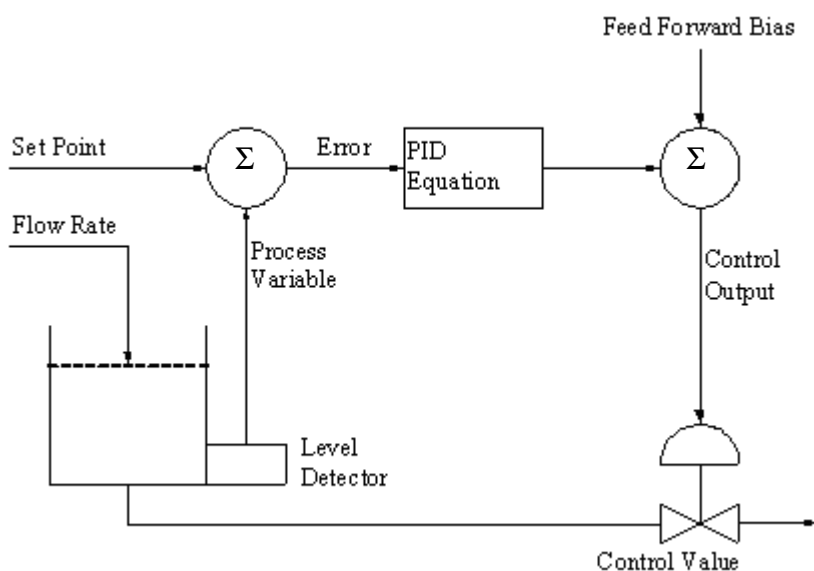 Feed Forward Bias
Set Point
Σ
Error
PID
Equation
Σ
Flow Rate
Process
Variable
Control
Output
Level
Detector
Control Value